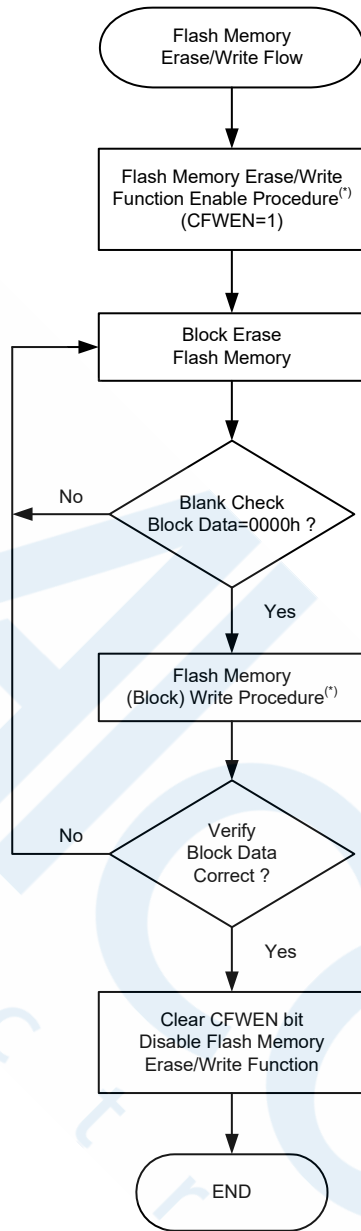 Flash Memory
Erase/Write Flow
Flash Memory Erase/Write
Function Enable Procedure(*)
(CFWEN=1)
Block Erase
Flash Memory
No
Blank Check
Block Data=0000h ?
Yes
Flash Memory
(Block) Write Procedure(*)
No
Verify
Block Data
Correct ?
Yes
Clear CFWEN bit
Disable Flash Memory
Erase/Write Function
END